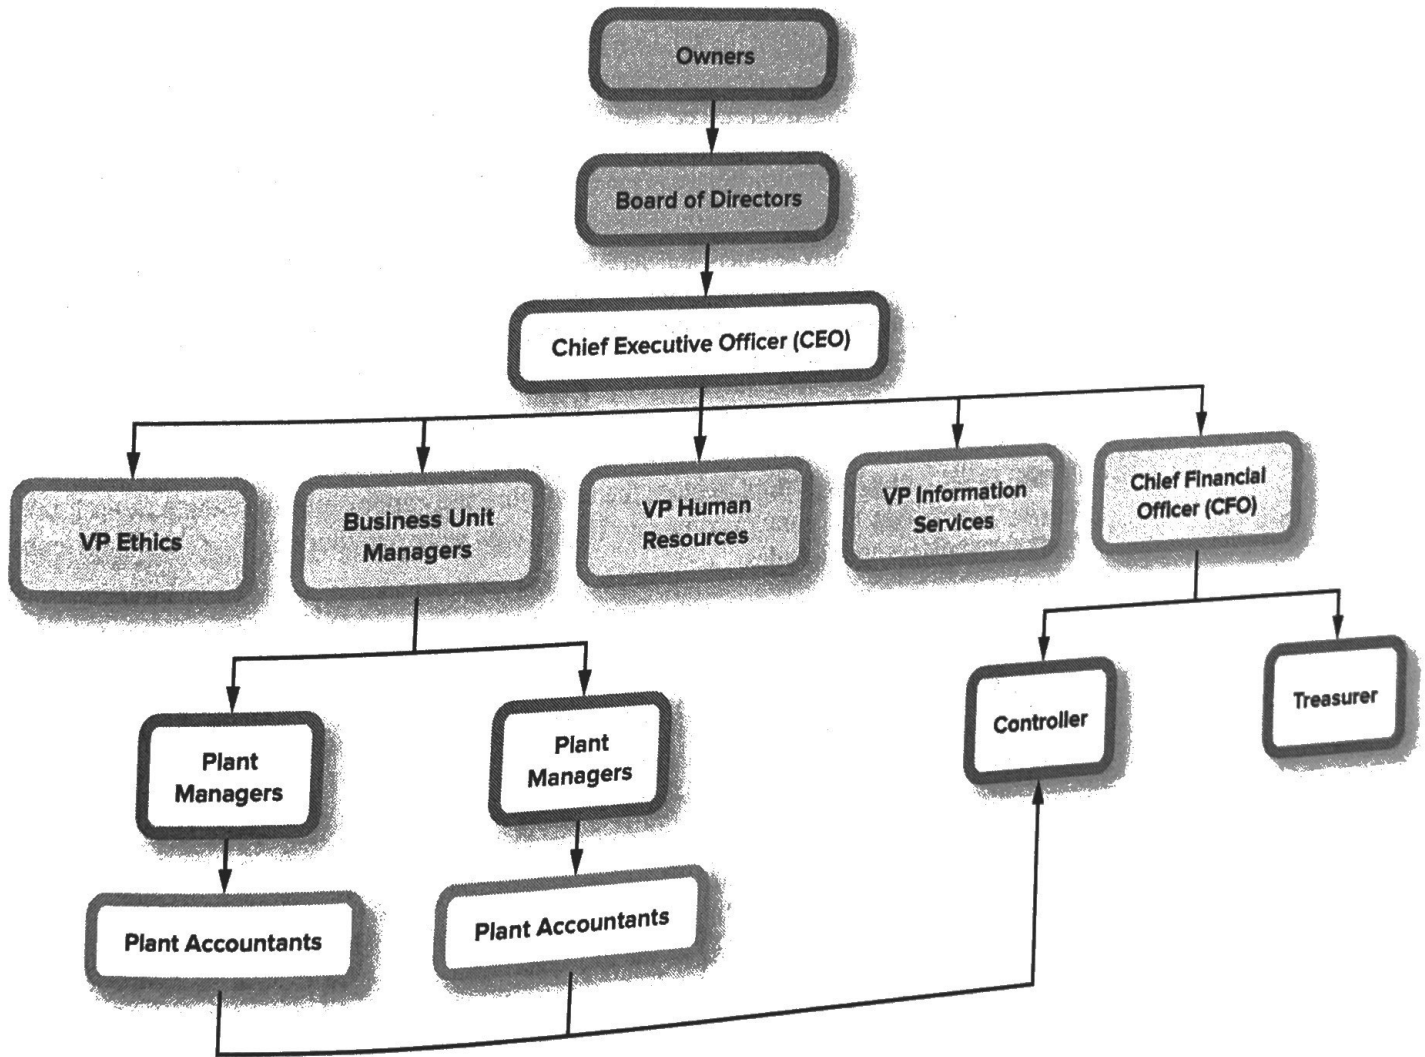 Owners
Board of Directors
Chief Executive Officer (CEO)
VP Ethics
Business Unit
Managers
VP Human
Resources
VP Information
Services
Chief Financial
Officer (CFO)
Plant
Managers
Plant
Managers
Controller
Treasurer
Plant Accountants
Plant Accountants